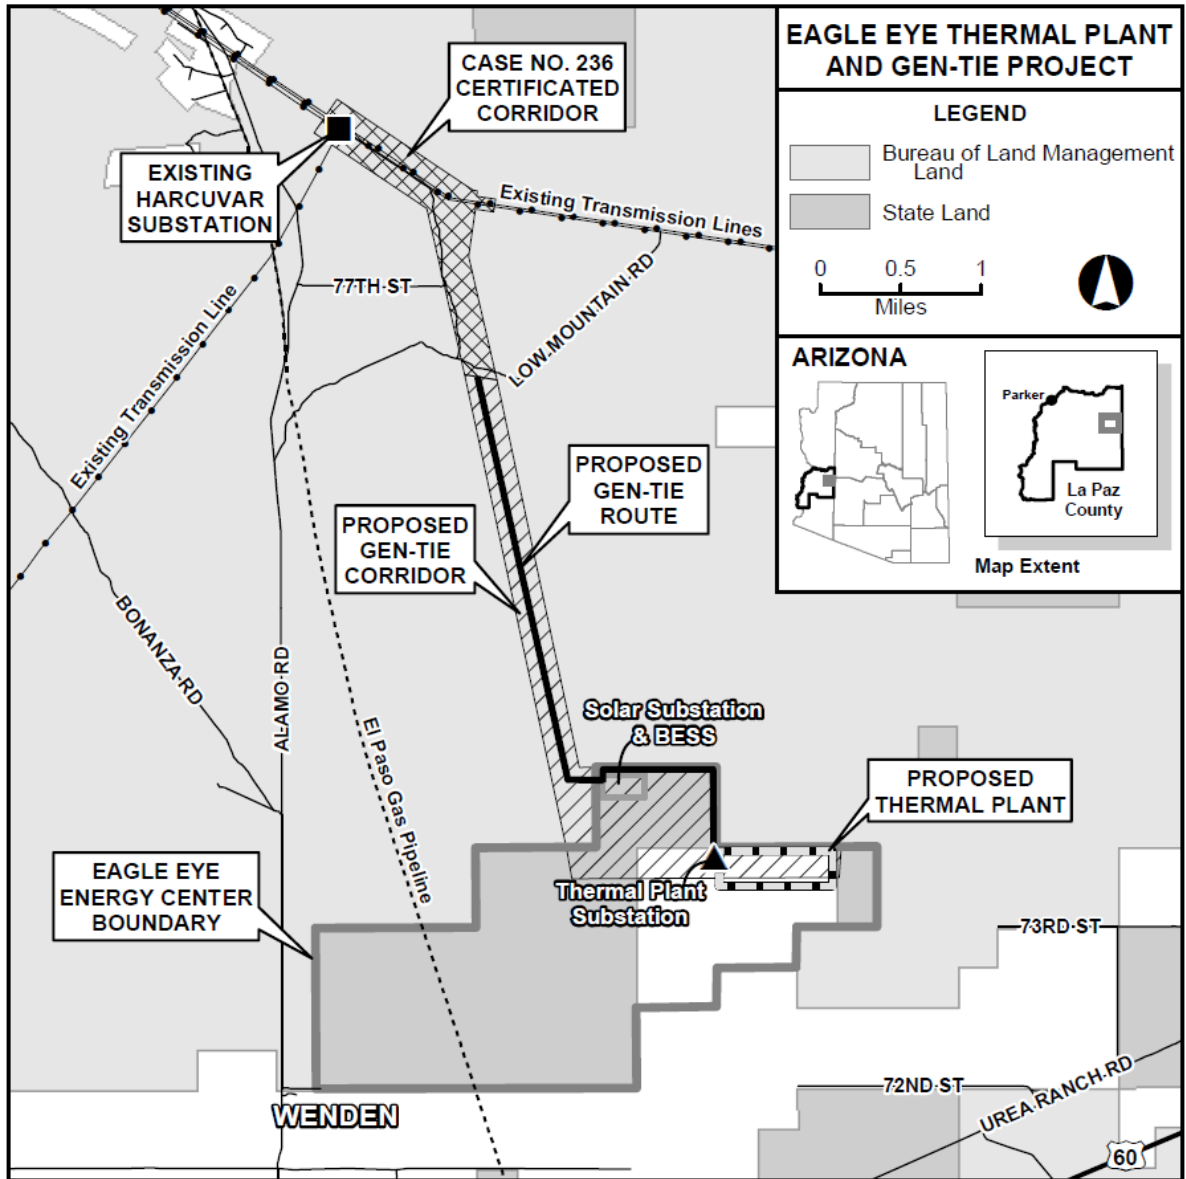 EAGLE EYE THERMAL PLANT
AND GEN-TIE PROJECT
LEGEND
Bureau of Land Management
Land
State Land
0 0.5 1
Miles
ARIZONA
Parker
La Paz
County
Map Extent
CASE NO. 236
CERTIFICATED
CORRIDOR
EXISTING
HARCUVAR
SUBSTATION
Existing Transmission Lines
77TH ST
LOW MOUNTAIN RD
Existing Transmission Line
PROPOSED
GEN-TIE
ROUTE
PROPOSED
GEN-TIE
CORRIDOR
BONANZA RD
ALAMO RD
El Paso Gas Pipeline
Solar Substation
& BESS
PROPOSED
THERMAL PLANT
EAGLE EYE
ENERGY CENTER
BOUNDARY
Thermal Plant
Substation
73RD ST
72ND ST
UREA RANCH RD
WENDEN
60